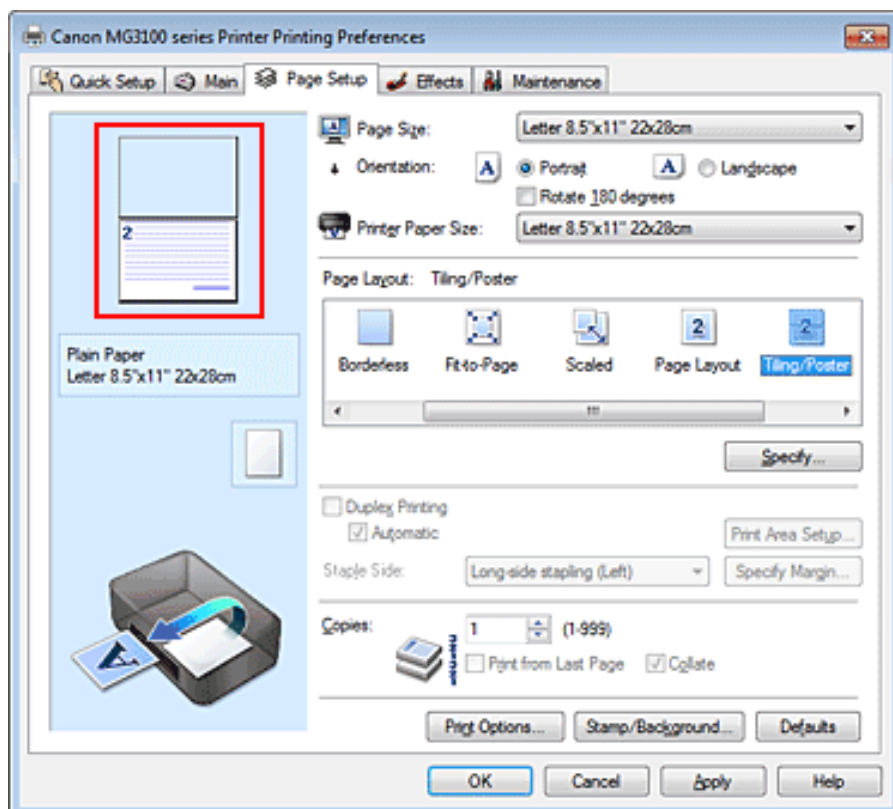 Canon MG3100 series Printer Printing Preferences
Quick Setup Main Page Setup Effects Maintenance
2
Plain Paper
Letter 8.5"x11" 22x28cm
A
Page Size: Letter 8.5"x11" 22x28cm
Orientation: A Portrait A Landscape
Rotate 180 degrees
Printer Paper Size: Letter 8.5"x11" 22x28cm
Page Layout: Tiling/Poster
2 2
Borderless Fit-to-Page Scaled Page Layout Tiling/Poster
Specify...
Duplex Printing
Automatic Print Area Setup...
Staple Side: Long-side stapling (Left) Specify Margin...
Copies: 1 (1-999)
Print from Last Page Collate
Print Options... Stamp/Background... Defaults
OK Cancel Apply Help